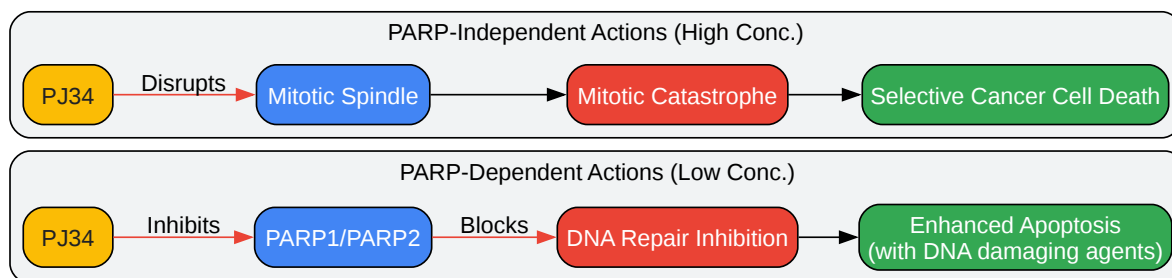 PARP-Independent Actions (High Conc.)
PJ34
Disrupts
Mitotic Spindle
Mitotic Catastrophe
Selective Cancer Cell Death
PARP-Dependent Actions (Low Conc.)
PJ34
Inhibits
PARP1/PARP2
Blocks
DNA Repair Inhibition
Enhanced Apoptosis
(with DNA damaging agents)